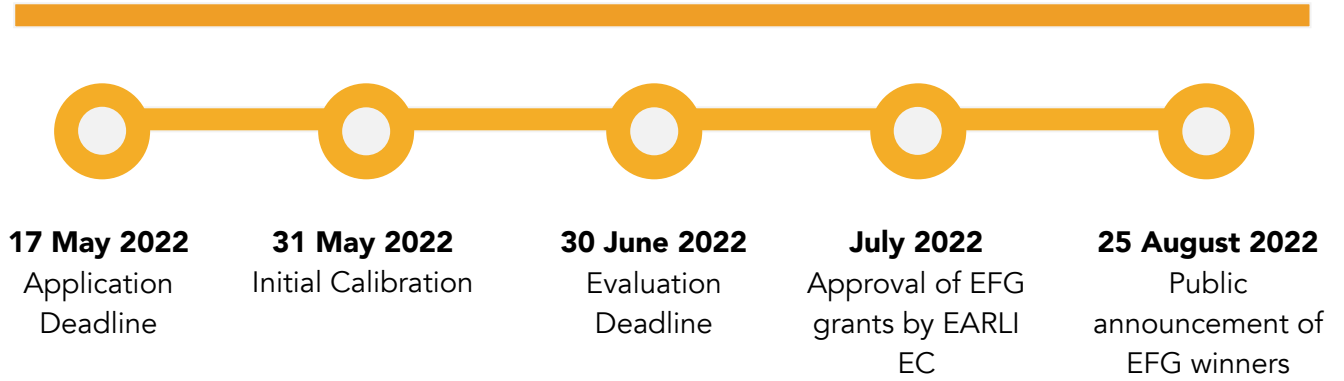 17 May 2022
Application
Deadline
31 May 2022
Initial Calibration
30 June 2022
Evaluation
Deadline
July 2022
Approval of EFG
grants by EARLI
EC
25 August 2022
Public
announcement of
EFG winners